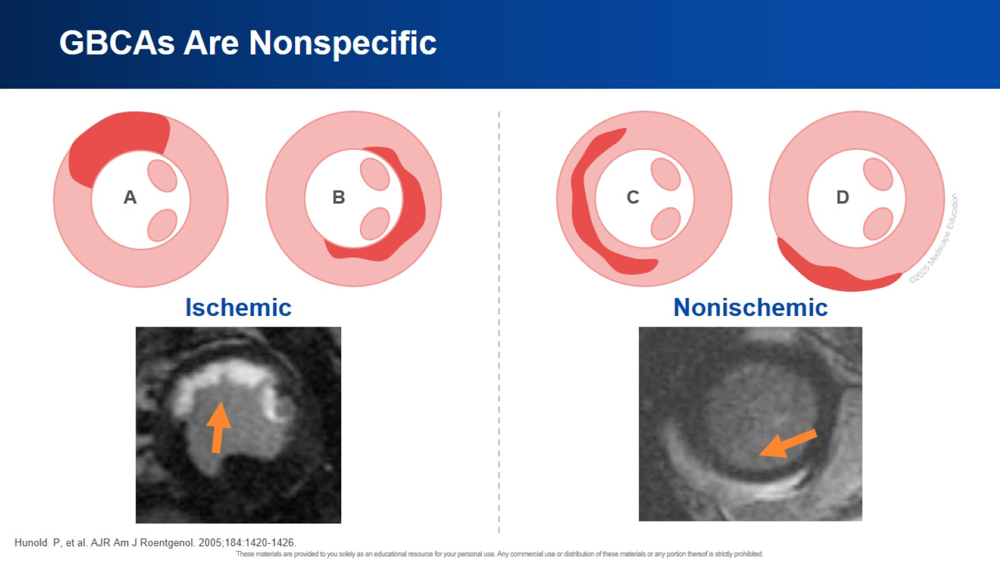 GBCAs Are Nonspecific
A
B
C
D
©2025 Medscape Education
Ischemic
Nonischemic
Hunold P, et al. AJR Am J Roentgenol. 2005;184:1420-1426.
These materials are provided to you solely as an educational resource for your personal use. Any commercial use or distribution of these materials or any portion thereof is strictly prohibited.